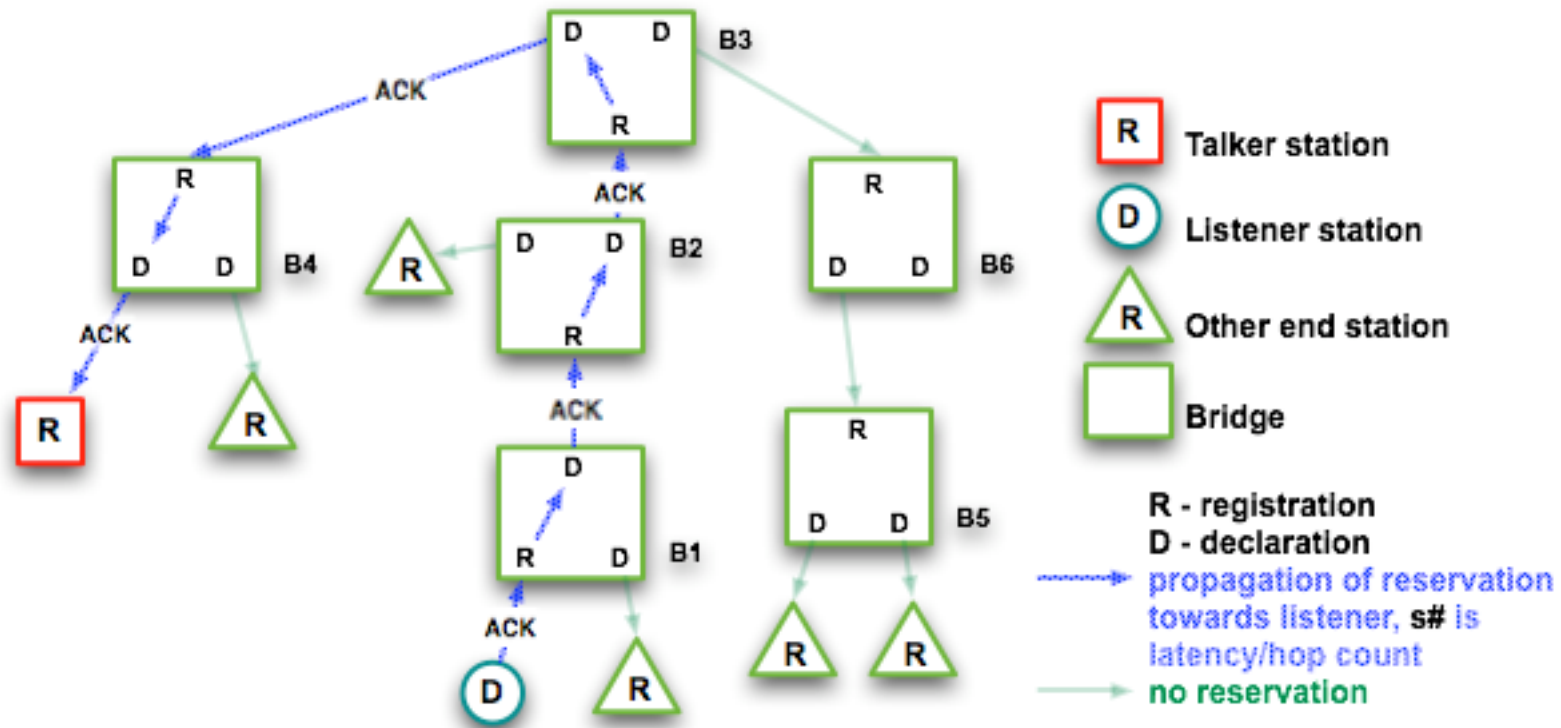 D D B3
ACK
R
R
ACK
D D B4
D D B2
R
R
R
D D B6
ACK
R
ACK
R
R
D
R
D D B5
R D B1
ACK
D
R
R
R
R Talker station
D Listener station
R Other end station
Bridge
R - registration
D - declaration
propagation of reservation
towards listener, s# is
latency/hop count
no reservation